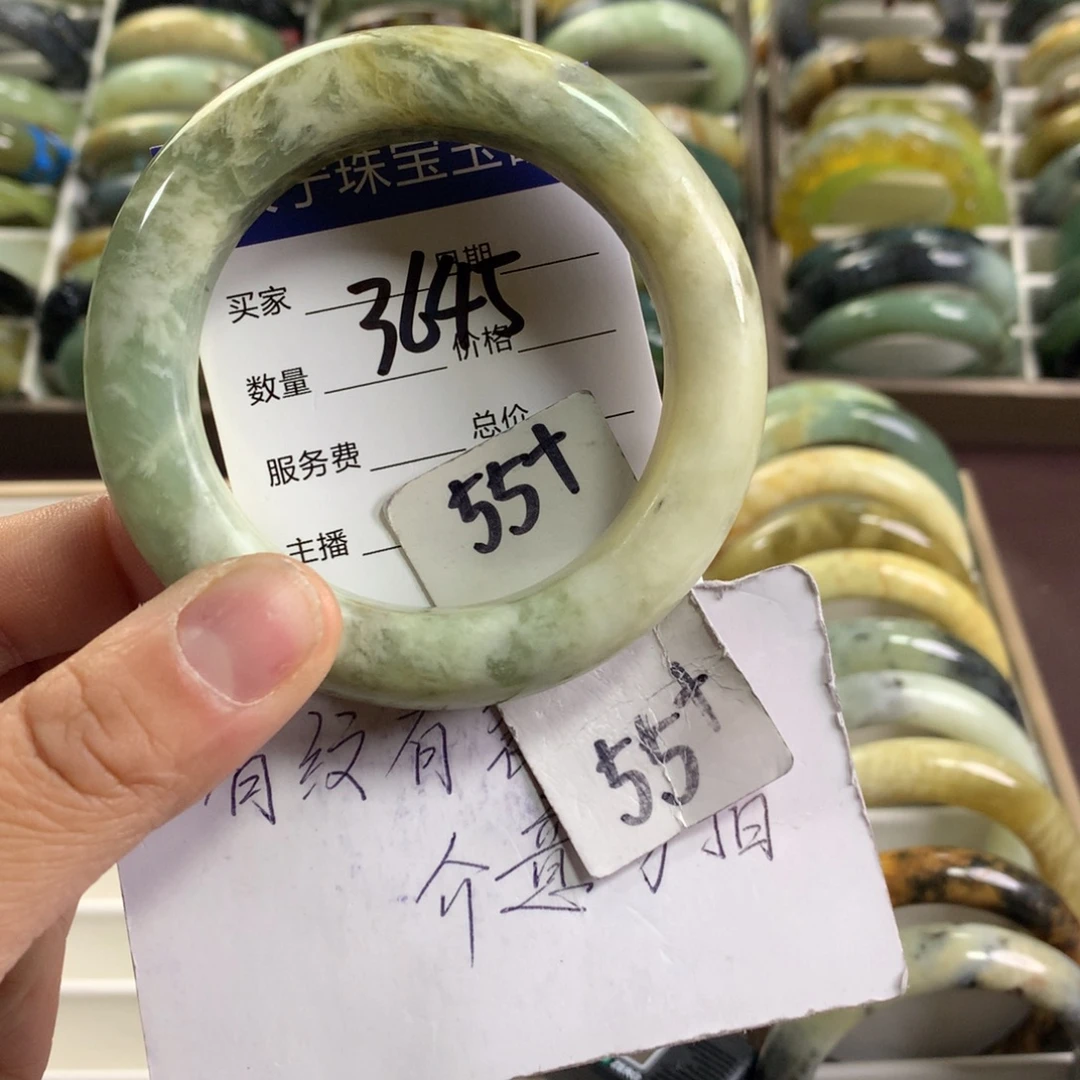 珠宝玉
买家 3645 日期
数量 价格
总价
服务费
55+
主播
55+
有纹有
介意 拍